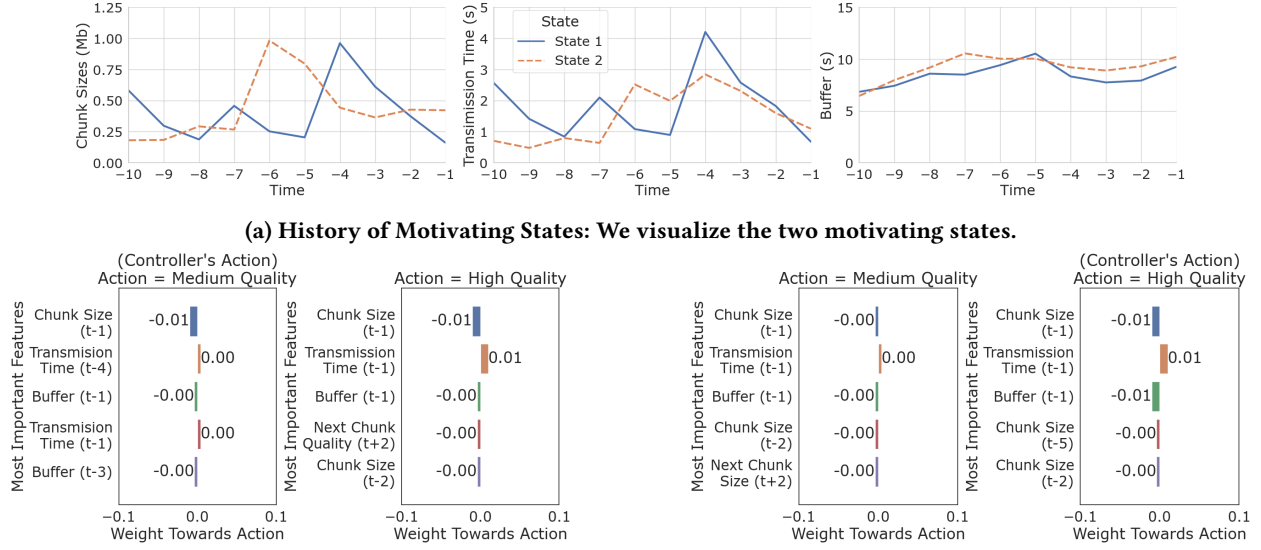 Chunk Sizes (Mb)
1.25
1.00
0.75
0.50
0.25
0.00
−10 −9 −8 −7 −6 −5 −4 −3 −2 −1
Time
Transimission Time (s)
5
4
3
2
1
0
State
State 1
State 2
−10 −9 −8 −7 −6 −5 −4 −3 −2 −1
Time
Buffer (s)
15
10
5
0
−10 −9 −8 −7 −6 −5 −4 −3 −2 −1
Time
(a) History of Motivating States: We visualize the two motivating states.
(Controller's Action)
Action = Medium Quality
Most Important Features
Chunk Size
(t-1)
-0.01
Transmision
Time (t-4)
0.00
Buffer (t-1)
-0.00
Transmision
Time (t-1)
0.00
Buffer (t-3)
-0.00
−0.1 0.0 0.1
Weight Towards Action
Action = High Quality
Most Important Features
Chunk Size
(t-1)
-0.01
Transmission
Time (t-1)
0.01
Buffer (t-1)
-0.00
Next Chunk
Quality (t+2)
-0.00
Chunk Size
(t-2)
-0.00
−0.1 0.0 0.1
Weight Towards Action
Action = Medium Quality
Most Important Features
Chunk Size
(t-1)
-0.00
Transmision
Time (t-1)
0.00
Buffer (t-1)
-0.00
Chunk Size
(t-2)
-0.00
Next Chunk
Size (t+2)
-0.00
−0.1 0.0 0.1
Weight Towards Action
(Controller's Action)
Action = High Quality
Most Important Features
Chunk Size
(t-1)
-0.01
Transmission
Time (t-1)
0.01
Buffer (t-1)
-0.01
Chunk Size
(t-5)
-0.00
Chunk Size
(t-2)
-0.00
−0.1 0.0 0.1
Weight Towards Action